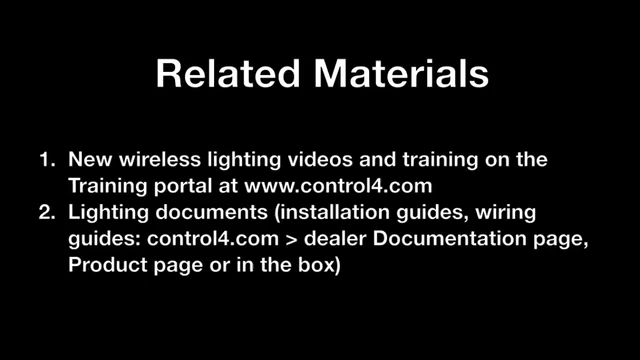 Related Materials
1. New wireless lighting videos and training on the
Training portal at www.control4.com
2. Lighting documents (installation guides, wiring
guides: control4.com > dealer Documentation page,
Product page or in the box)